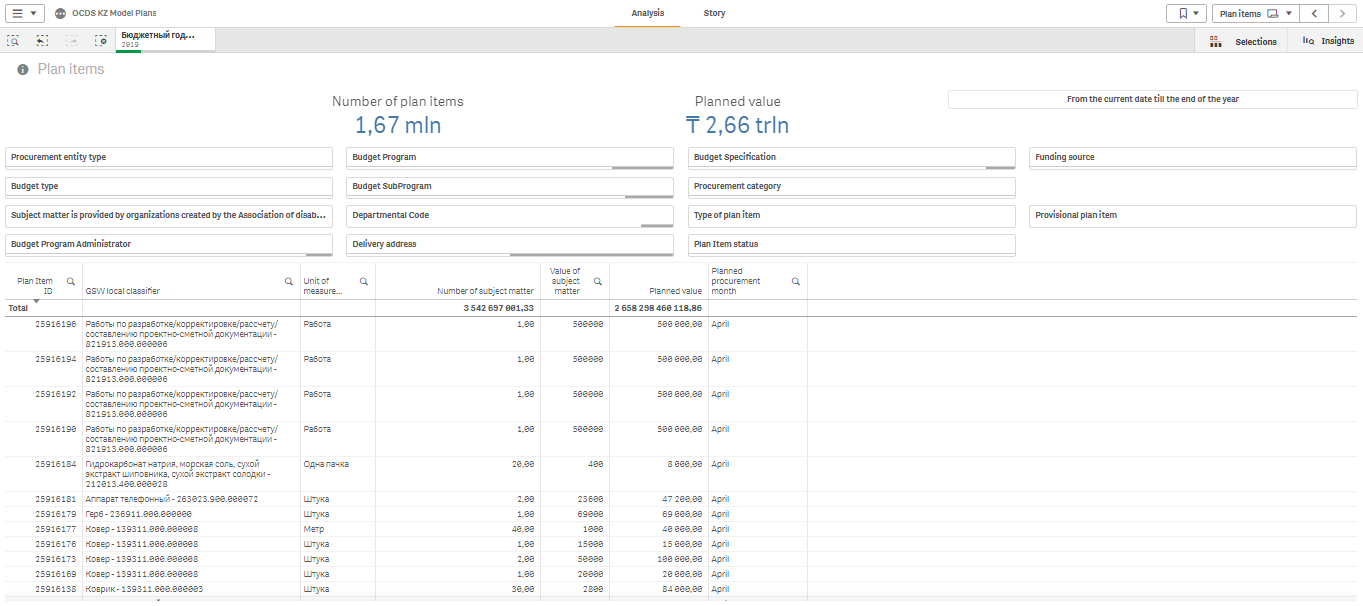 OCDS KZ Model Plans
Analysis
Story
Plan items
Бюджетный год...
2019
Selections
Insights
Plan items
Number of plan items
1,67 mln
Planned value
₸ 2,66 trln
From the current date till the end of the year
Procurement entity type
Budget Program
Budget Specification
Funding source
Budget type
Budget SubProgram
Procurement category
Subject matter is provided by organizations created by the Association of disab...
Departmental Code
Type of plan item
Provisional plan item
Budget Program Administrator
Delivery address
Plan Item status
Plan Item ID GSW local classifier Unit of measure... Number of subject matter Value of subject matter Planned value Planned procurement month
Total 3 542 697 001,33 2 658 298 460 118,86
25916196 Работы по разработке/корректировке/рассчету/ Работа 1,00 500000 500 000,00 April
составлению проектно-сметной документации -
821913.000.000006
25916194 Работы по разработке/корректировке/рассчету/ Работа 1,00 500000 500 000,00 April
составлению проектно-сметной документации -
821913.000.000006
25916192 Работы по разработке/корректировке/рассчету/ Работа 1,00 500000 500 000,00 April
составлению проектно-сметной документации -
821913.000.000006
25916190 Работы по разработке/корректировке/рассчету/ Работа 1,00 500000 500 000,00 April
составлению проектно-сметной документации -
821913.000.000006
25916184 Гидрокарбонат натрия, морская соль, сухой Одна пачка 20,00 400 8 000,00 April
экстракт шиповника, сухой экстракт солодки -
212013.400.000028
25916181 Аппарат телефонный - 263023.900.000072 Штука 2,00 23600 47 200,00 April
25916179 Герб - 236911.000.000000 Штука 1,00 69000 69 000,00 April
25916177 Ковер - 139311.000.000008 Метр 40,00 1000 40 000,00 April
25916176 Ковер - 139311.000.000008 Штука 1,00 15000 15 000,00 April
25916173 Ковер - 139311.000.000008 Штука 2,00 50000 100 000,00 April
25916169 Ковер - 139311.000.000008 Штука 1,00 20000 20 000,00 April
25916138 Коврик - 139311.000.000003 Штука 30,00 2800 84 000,00 April